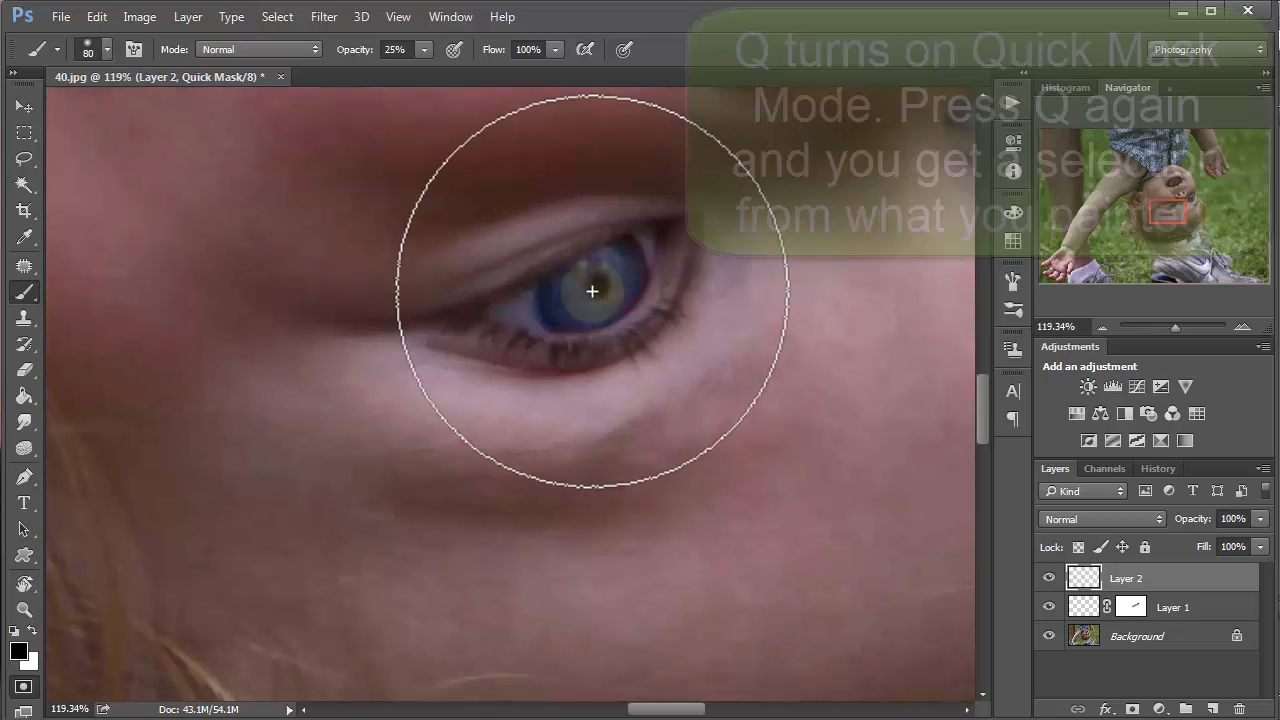 Ps File Edit Image Layer Type Select Filter 3D View Window Help
80 Mode: Normal Opacity: 25% Flow: 100% Photography
40.jpg @ 119% (Layer 2, Quick Mask/8) *
Q turns on Quick Mask
Mode. Press Q again
and you get a selection
from what you painted
Histogram Navigator
119.34%
Adjustments
Add an adjustment
Layers Channels History
Kind
Normal Opacity: 100%
Lock: Fill: 100%
Layer 2
Layer 1
Background
119.34% Doc: 43.1M/54.1M